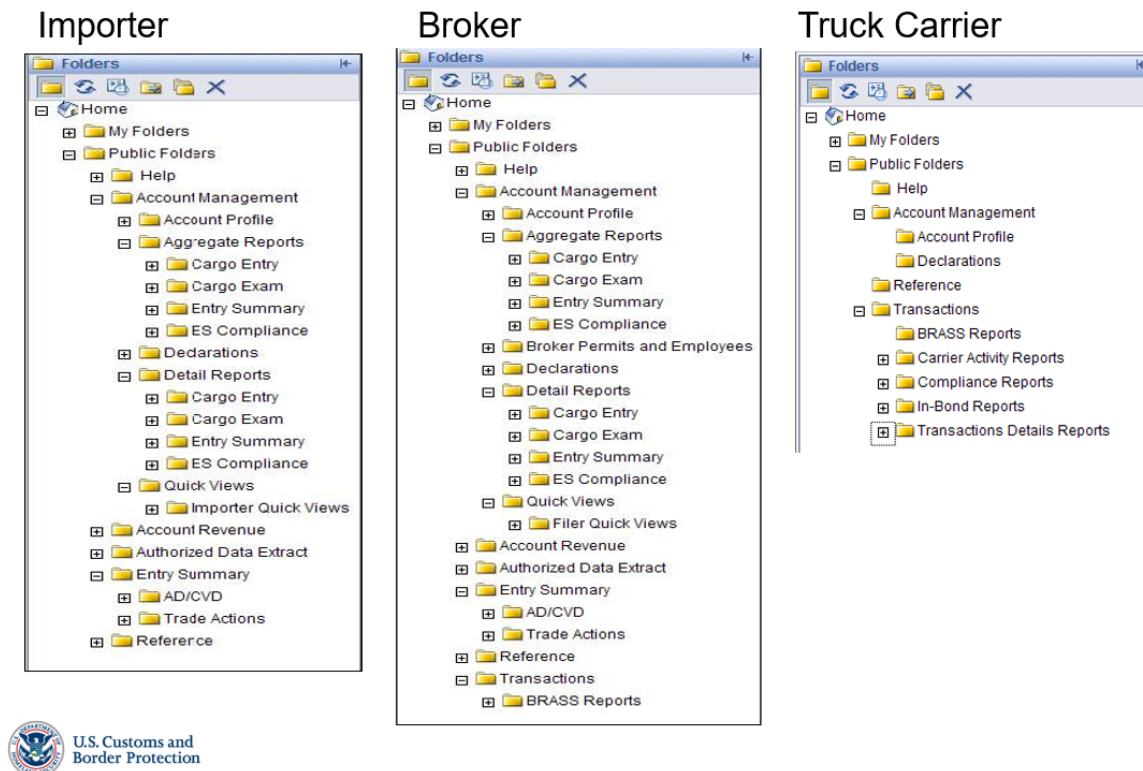 Importer
Folders
Home
My Folders
Public Folders
Help
Account Management
Account Profile
Aggregate Reports
Cargo Entry
Cargo Exam
Entry Summary
ES Compliance
Declarations
Detail Reports
Cargo Entry
Cargo Exam
Entry Summary
ES Compliance
Quick Views
Importer Quick Views
Account Revenue
Authorized Data Extract
Entry Summary
AD/CVD
Trade Actions
Reference
Broker
Folders
Home
My Folders
Public Folders
Help
Account Management
Account Profile
Aggregate Reports
Cargo Entry
Cargo Exam
Entry Summary
ES Compliance
Broker Permits and Employees
Declarations
Detail Reports
Cargo Entry
Cargo Exam
Entry Summary
ES Compliance
Quick Views
Filer Quick Views
Account Revenue
Authorized Data Extract
Entry Summary
AD/CVD
Trade Actions
Reference
Transactions
BRASS Reports
Truck Carrier
Folders
Home
My Folders
Public Folders
Help
Account Management
Account Profile
Declarations
Reference
Transactions
BRASS Reports
Carrier Activity Reports
Compliance Reports
In-Bond Reports
Transactions Details Reports
U.S. Customs and
Border Protection